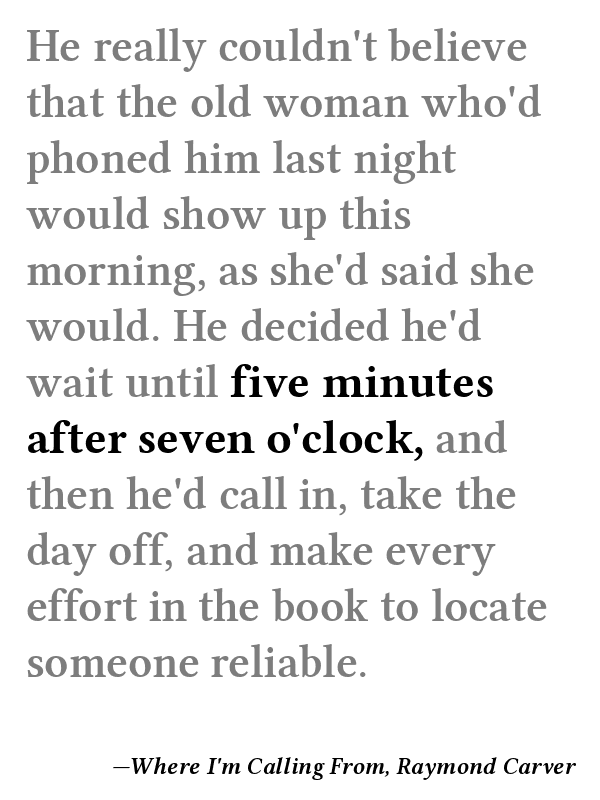 He really couldn't believe
that the old woman who'd
phoned him last night
would show up this
morning, as she'd said she
would. He decided he'd
wait until five minutes
after seven o'clock, and
then he'd call in, take the
day off, and make every
effort in the book to locate
someone reliable.
—Where I'm Calling From, Raymond Carver